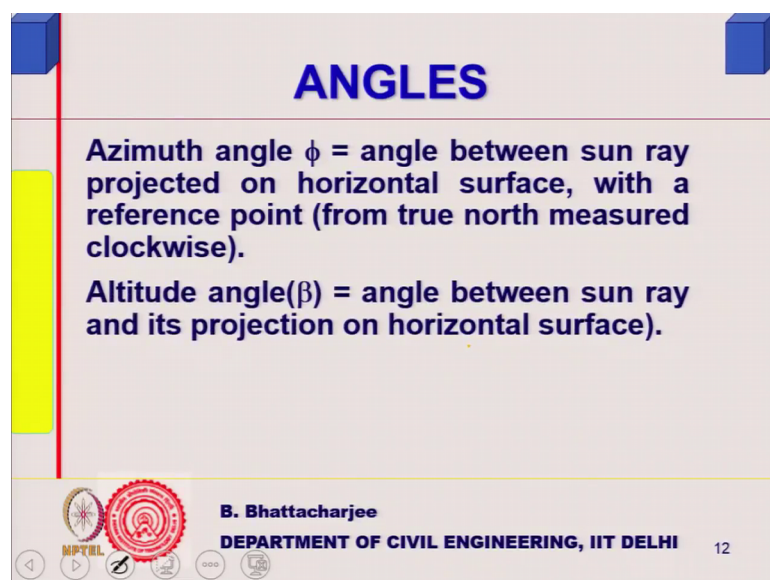 ANGLES
Azimuth angle ϕ = angle between sun ray
projected on horizontal surface, with a
reference point (from true north measured
clockwise).
Altitude angle(β) = angle between sun ray
and its projection on horizontal surface).
B. Bhattacharjee
DEPARTMENT OF CIVIL ENGINEERING, IIT DELHI
12
NPTEL